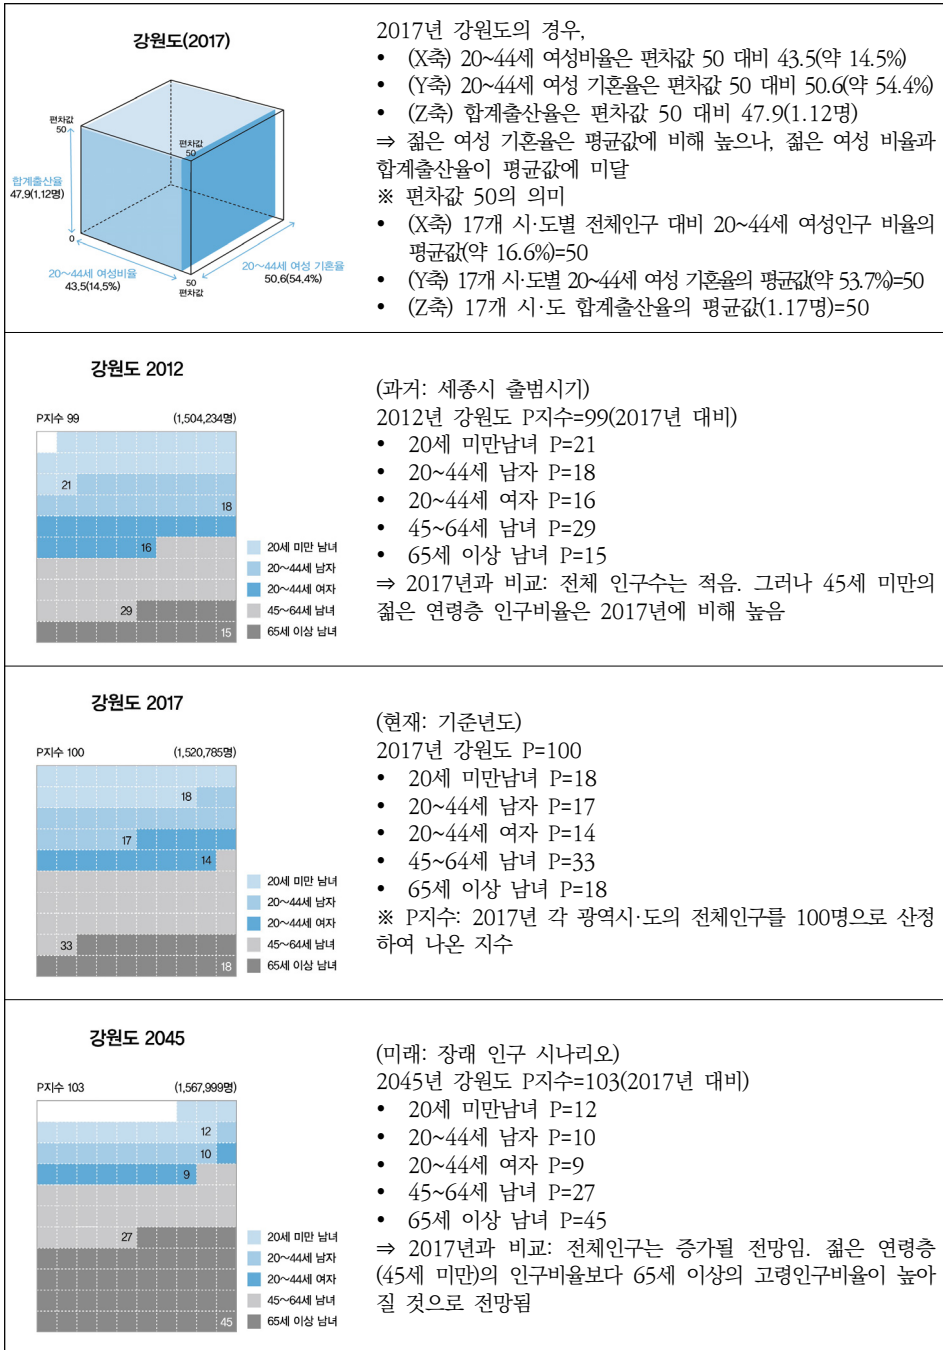 강원도(2017)
편차값
50
편차값
50
합계출산율
47.9(1.12명)
0
20~44세 여성비율
43.5(14.5%)
50
편차값
20~44세 여성 기혼율
50.6(54.4%)
2017년 강원도의 경우,
• (X축) 20~44세 여성비율은 편차값 50 대비 43.5(약 14.5%)
• (Y축) 20~44세 여성 기혼율은 편차값 50 대비 50.6(약 54.4%)
• (Z축) 합계출산율은 편차값 50 대비 47.9(1.12명)
⇒ 젊은 여성 기혼율은 평균값에 비해 높으나, 젊은 여성 비율과
합계출산율이 평균값에 미달
※ 편차값 50의 의미
• (X축) 17개 시·도별 전체인구 대비 20~44세 여성인구 비율의
평균값(약 16.6%)=50
• (Y축) 17개 시·도별 20~44세 여성 기혼율의 평균값(약 53.7%)=50
• (Z축) 17개 시·도 합계출산율의 평균값(1.17명)=50
강원도 2012
P지수 99 (1,504,234명)
21
18
16
29
15
20세 미만 남녀
20~44세 남자
20~44세 여자
45~64세 남녀
65세 이상 남녀
(과거: 세종시 출범시기)
2012년 강원도 P지수=99(2017년 대비)
• 20세 미만남녀 P=21
• 20~44세 남자 P=18
• 20~44세 여자 P=16
• 45~64세 남녀 P=29
• 65세 이상 남녀 P=15
⇒ 2017년과 비교: 전체 인구수는 적음. 그러나 45세 미만의
젊은 연령층 인구비율은 2017년에 비해 높음
강원도 2017
P지수 100 (1,520,785명)
18
17
14
33
18
20세 미만 남녀
20~44세 남자
20~44세 여자
45~64세 남녀
65세 이상 남녀
(현재: 기준년도)
2017년 강원도 P=100
• 20세 미만남녀 P=18
• 20~44세 남자 P=17
• 20~44세 여자 P=14
• 45~64세 남녀 P=33
• 65세 이상 남녀 P=18
※ P지수: 2017년 각 광역시·도의 전체인구를 100명으로 산정
하여 나온 지수
강원도 2045
P지수 103 (1,567,999명)
12
10
9
27
45
20세 미만 남녀
20~44세 남자
20~44세 여자
45~64세 남녀
65세 이상 남녀
(미래: 장래 인구 시나리오)
2045년 강원도 P지수=103(2017년 대비)
• 20세 미만남녀 P=12
• 20~44세 남자 P=10
• 20~44세 여자 P=9
• 45~64세 남녀 P=27
• 65세 이상 남녀 P=45
⇒ 2017년과 비교: 전체인구는 증가될 전망임. 젊은 연령층
(45세 미만)의 인구비율보다 65세 이상의 고령인구비율이 높아
질 것으로 전망됨